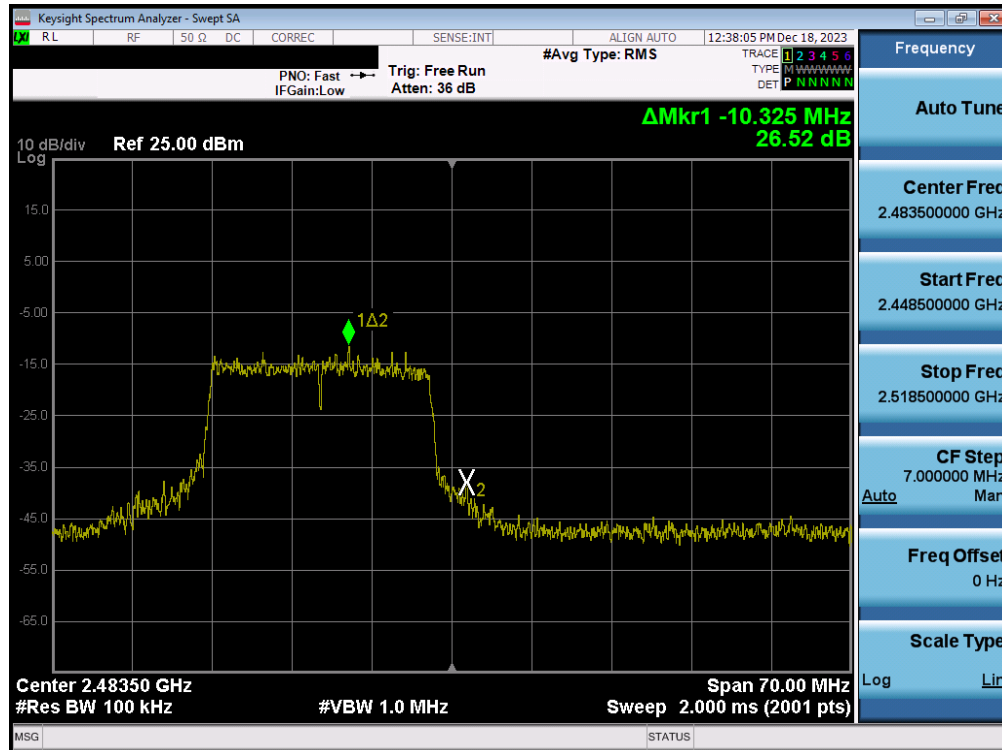 Keysight Spectrum Analyzer - Swept SA
LXI RL RF 50 Ω DC CORREC SENSE:INT ALIGN AUTO 12:38:05 PM Dec 18, 2023
#Avg Type: RMS
TRACE 1 2 3 4 5 6
PNO: Fast Trig: Free Run
TYPE M W W W W W
IFGain:Low Atten: 36 dB
DET P N N N N N
ΔMkr1 -10.325 MHz
26.52 dB
10 dB/div Ref 25.00 dBm
Log
15.0
5.00
-5.00
1Δ2
-15.0
-25.0
-35.0
X2
-45.0
-55.0
-65.0
Center 2.48350 GHz Span 70.00 MHz
#Res BW 100 kHz #VBW 1.0 MHz Sweep 2.000 ms (2001 pts)
MSG STATUS
Frequency
Auto Tune
Center Freq
2.483500000 GHz
Start Freq
2.448500000 GHz
Stop Freq
2.518500000 GHz
CF Step
7.000000 MHz
Auto Man
Freq Offset
0 Hz
Scale Type
Log Lin